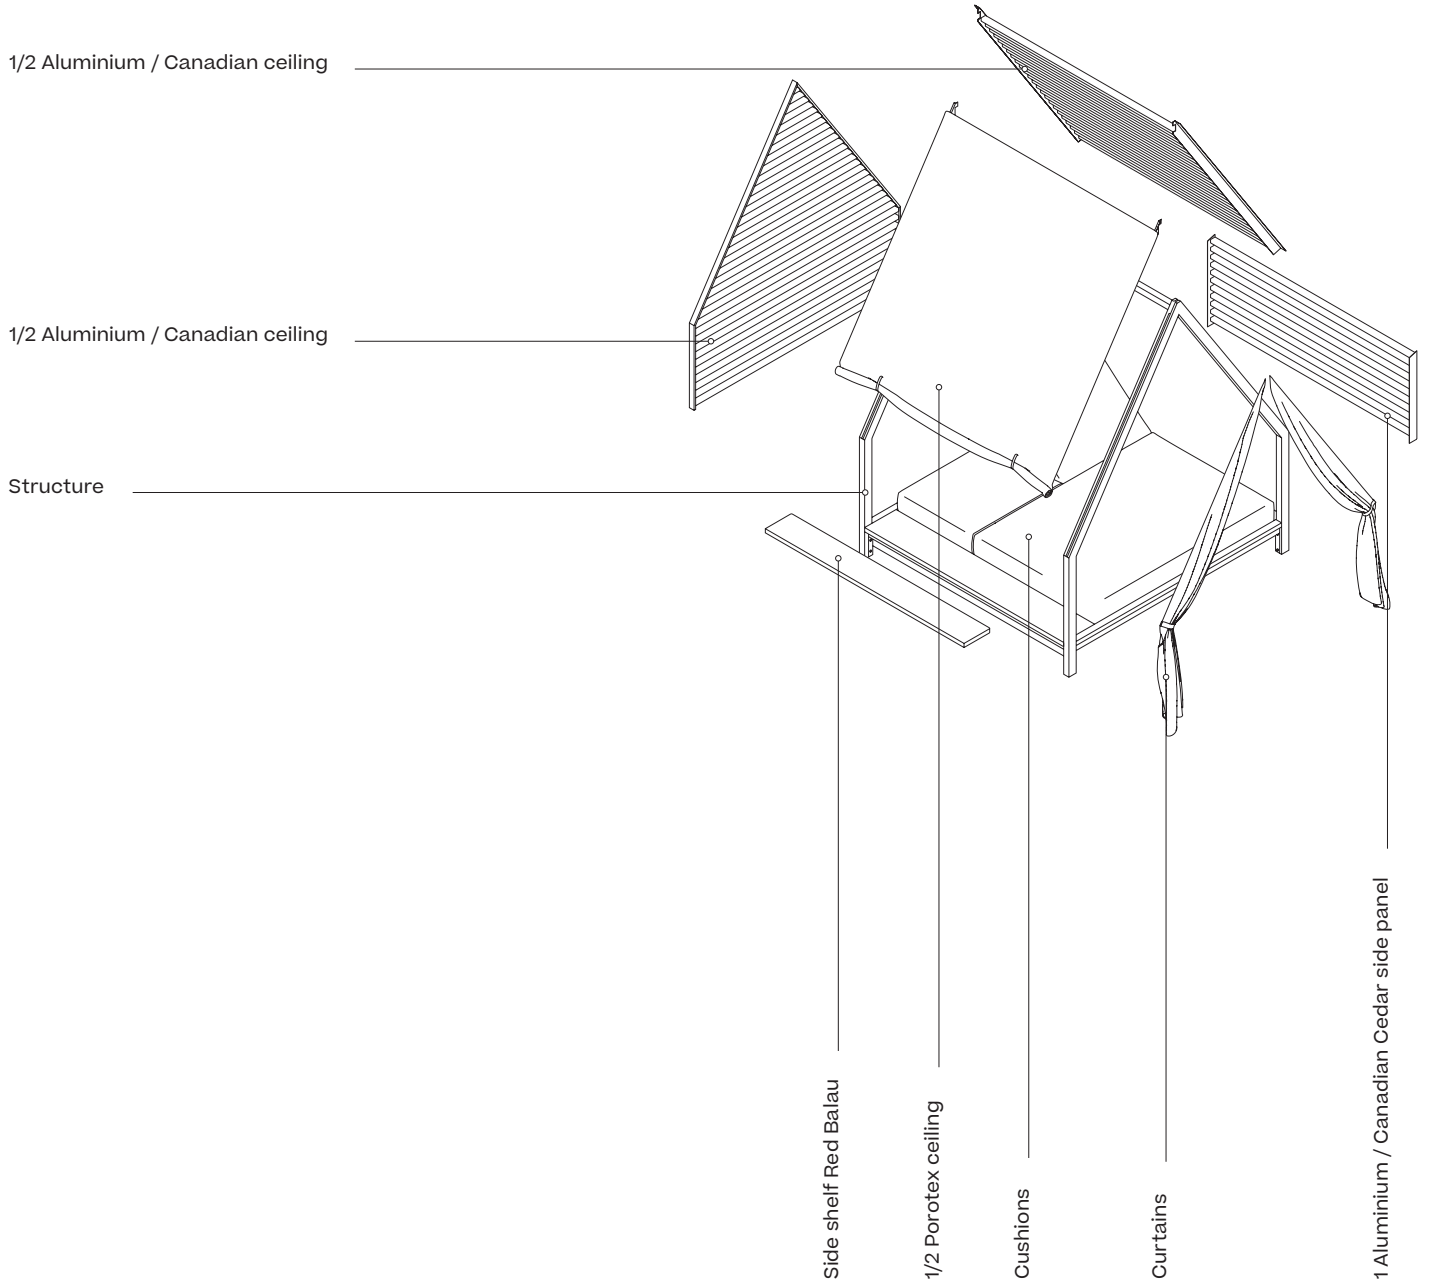 1/2 Aluminium / Canadian ceiling
1/2 Aluminium / Canadian ceiling
Structure
Side shelf Red Balau
1/2 Porotex ceiling
Cushions
Curtains
1 Aluminium / Canadian Cedar side panel